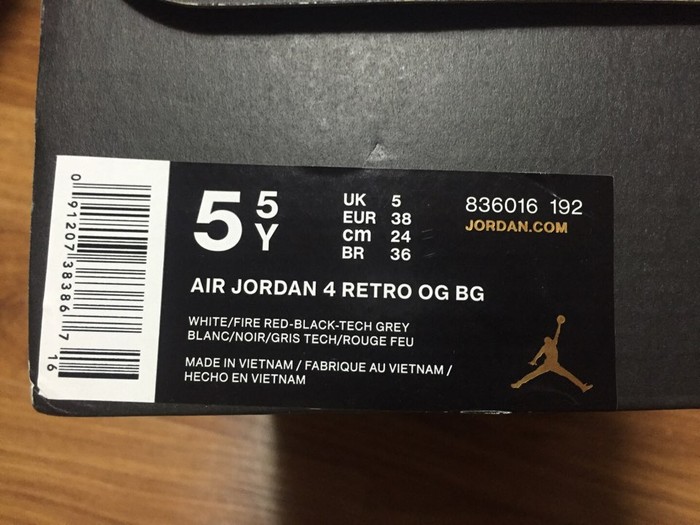 0 91207 38386 7
16
5 5Y
UK 5
EUR 38
cm 24
BR 36
836016 192
JORDAN.COM
AIR JORDAN 4 RETRO OG BG
WHITE/FIRE RED-BLACK-TECH GREY
BLANC/NOIR/GRIS TECH/ROUGE FEU
MADE IN VIETNAM / FABRIQUE AU VIETNAM /
HECHO EN VIETNAM